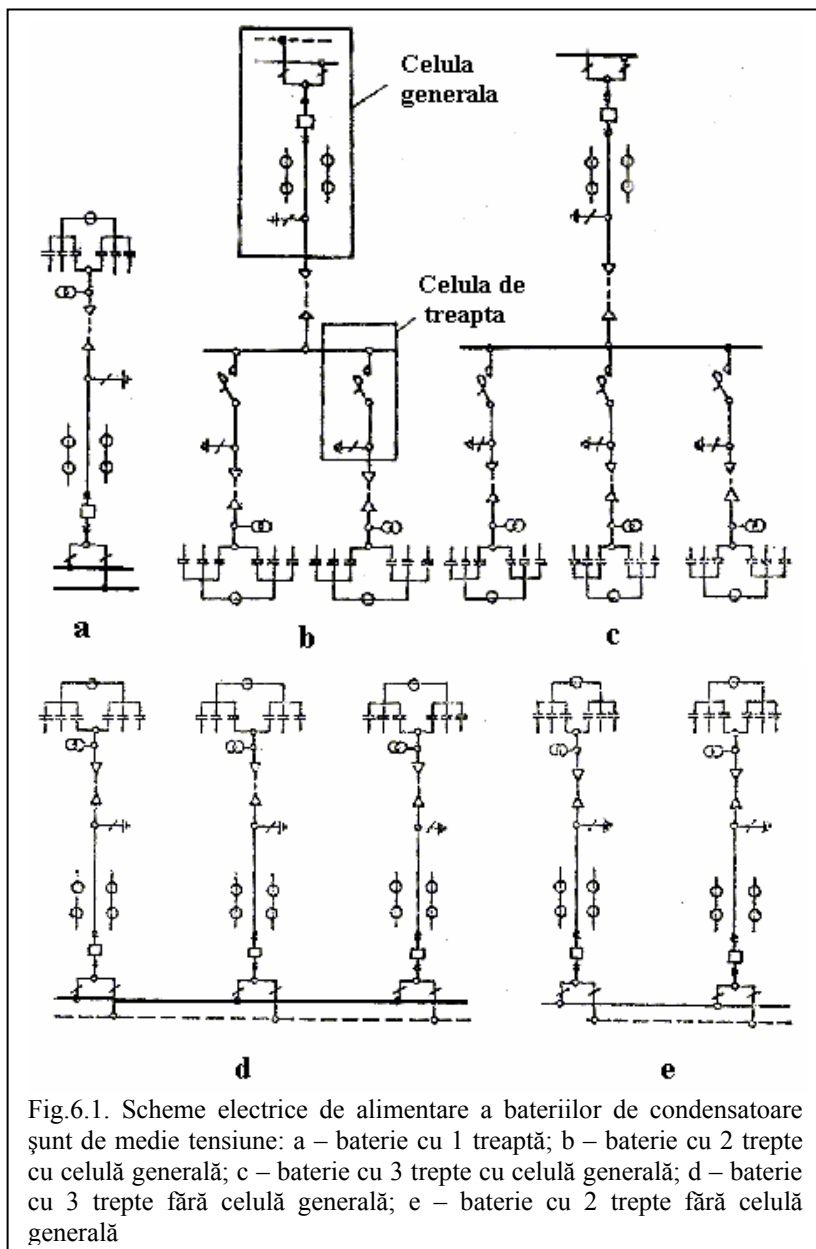 Celula
generala
Celula de
treapta
a
b
c
d
e
Fig.6.1. Scheme electrice de alimentare a bateriilor de condensatoare
şunt de medie tensiune: a – baterie cu 1 treaptă; b – baterie cu 2 trepte
cu celulă generală; c – baterie cu 3 trepte cu celulă generală; d – baterie
cu 3 trepte fără celulă generală; e – baterie cu 2 trepte fără celulă
generală